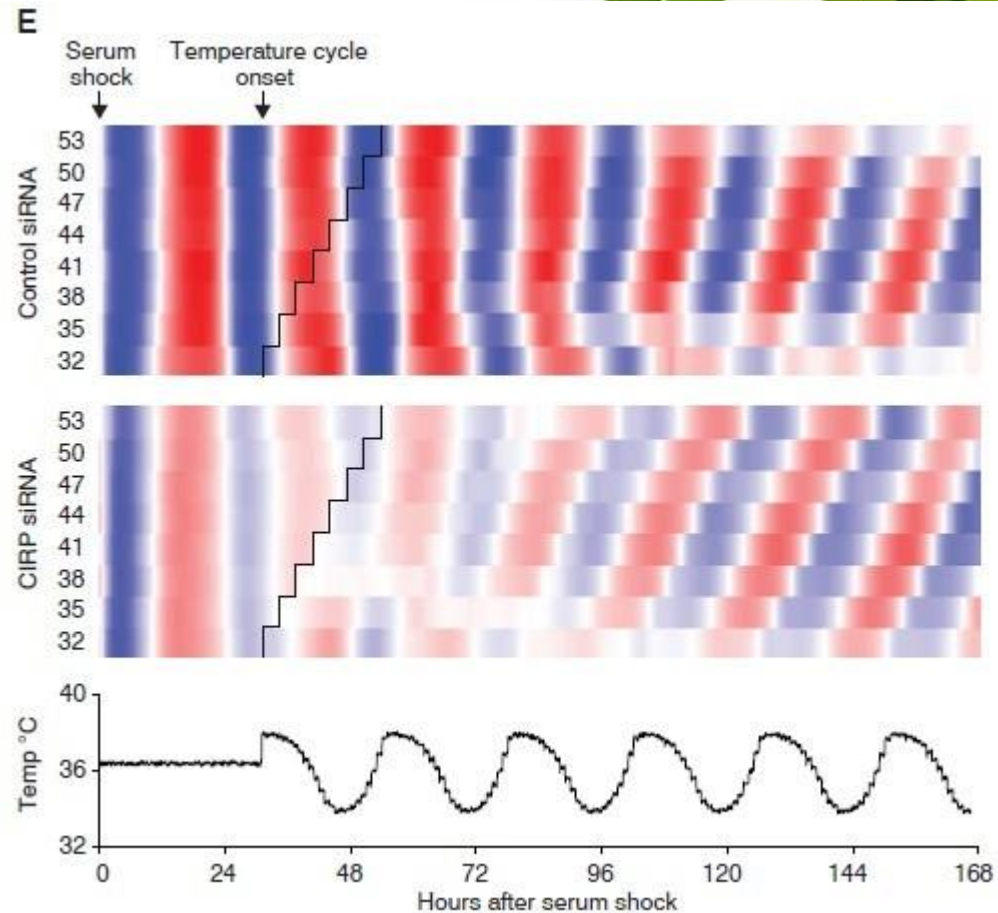 E
Serum shock
Temperature cycle onset
Control siRNA
53
50
47
44
41
38
35
32
CIRP siRNA
53
50
47
44
41
38
35
32
Temp °C
40
36
32
0 24 48 72 96 120 144 168
Hours after serum shock